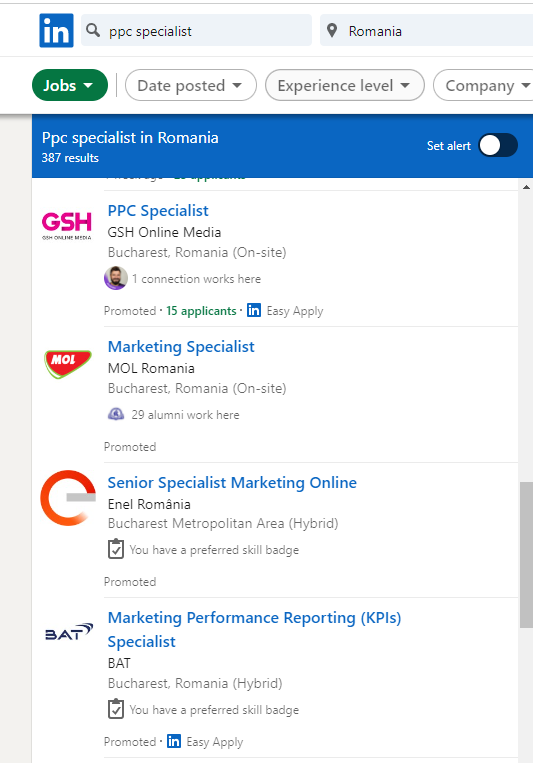 in
ppc specialist
Romania
Jobs
Date posted
Experience level
Company
Ppc specialist in Romania
387 results
Set alert
applicants
GSH
GSH ONLINE MEDIA
PPC Specialist
GSH Online Media
Bucharest, Romania (On-site)
1 connection works here
Promoted · 15 applicants · in Easy Apply
MOL
Marketing Specialist
MOL Romania
Bucharest, Romania (On-site)
29 alumni work here
Promoted
Senior Specialist Marketing Online
Enel România
Bucharest Metropolitan Area (Hybrid)
You have a preferred skill badge
Promoted
BAT
Marketing Performance Reporting (KPIs)
Specialist
BAT
Bucharest, Romania (Hybrid)
You have a preferred skill badge
Promoted · in Easy Apply